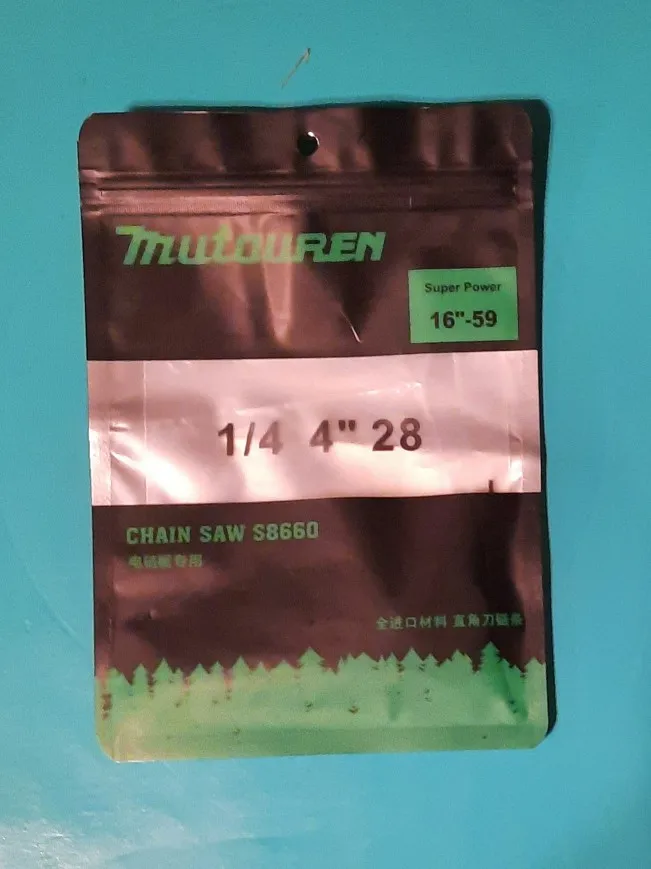 mutouren
Super Power
16"-59
1/4 4" 28
CHAIN SAW S8660
电链锯专用
全进口材料 直角刀链条